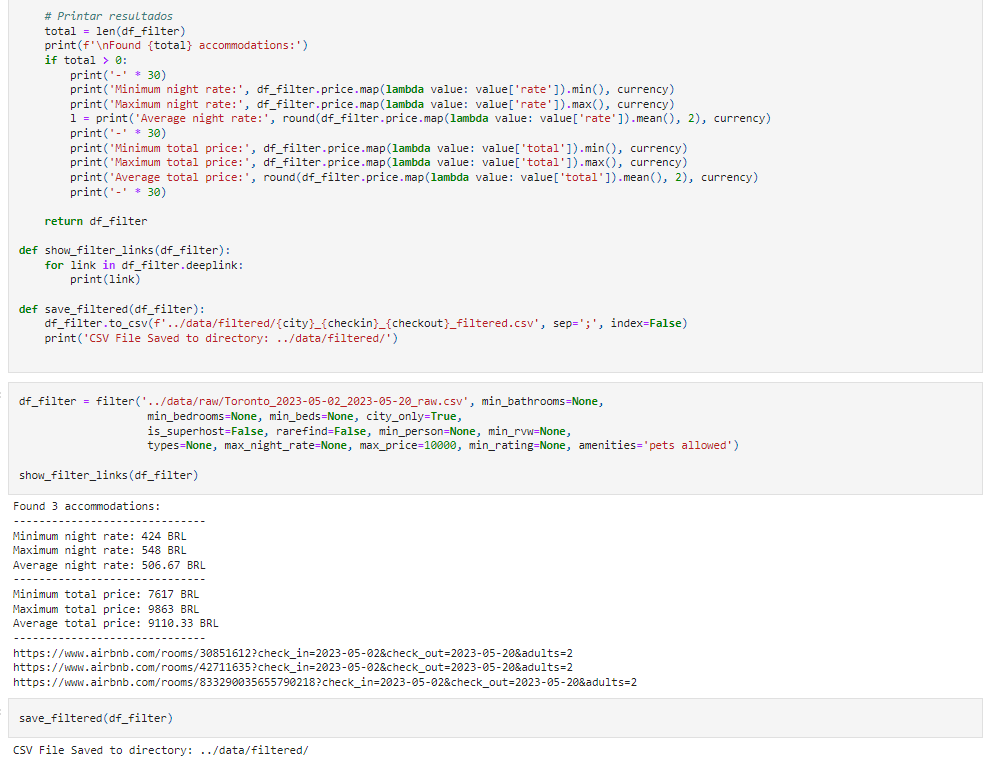 # Printar resultados
total = len(df_filter)
print(f'\nFound {total} accommodations:')
if total > 0:
print('-' * 30)
print('Minimum night rate:', df_filter.price.map(lambda value: value['rate']).min(), currency)
print('Maximum night rate:', df_filter.price.map(lambda value: value['rate']).max(), currency)
l = print('Average night rate:', round(df_filter.price.map(lambda value: value['rate']).mean(), 2), currency)
print('-' * 30)
print('Minimum total price:', df_filter.price.map(lambda value: value['total']).min(), currency)
print('Maximum total price:', df_filter.price.map(lambda value: value['total']).max(), currency)
print('Average total price:', round(df_filter.price.map(lambda value: value['total']).mean(), 2), currency)
print('-' * 30)
return df_filter
def show_filter_links(df_filter):
for link in df_filter.deeplink:
print(link)
def save_filtered(df_filter):
df_filter.to_csv(f'../data/filtered/{city}_{checkin}_{checkout}_filtered.csv', sep=';', index=False)
print('CSV File Saved to directory: ../data/filtered/')
df_filter = filter('../data/raw/Toronto_2023-05-02_2023-05-20_raw.csv', min_bathrooms=None,
min_bedrooms=None, min_beds=None, city_only=True,
is_superhost=False, rarefind=False, min_person=None, min_rvw=None,
types=None, max_night_rate=None, max_price=10000, min_rating=None, amenities='pets allowed')
show_filter_links(df_filter)
Found 3 accommodations:
------------------------------
Minimum night rate: 424 BRL
Maximum night rate: 548 BRL
Average night rate: 506.67 BRL
------------------------------
Minimum total price: 7617 BRL
Maximum total price: 9863 BRL
Average total price: 9110.33 BRL
------------------------------
https://www.airbnb.com/rooms/30851612?check_in=2023-05-02&check_out=2023-05-20&adults=2
https://www.airbnb.com/rooms/42711635?check_in=2023-05-02&check_out=2023-05-20&adults=2
https://www.airbnb.com/rooms/833290035655790218?check_in=2023-05-02&check_out=2023-05-20&adults=2
save_filtered(df_filter)
CSV File Saved to directory: ../data/filtered/